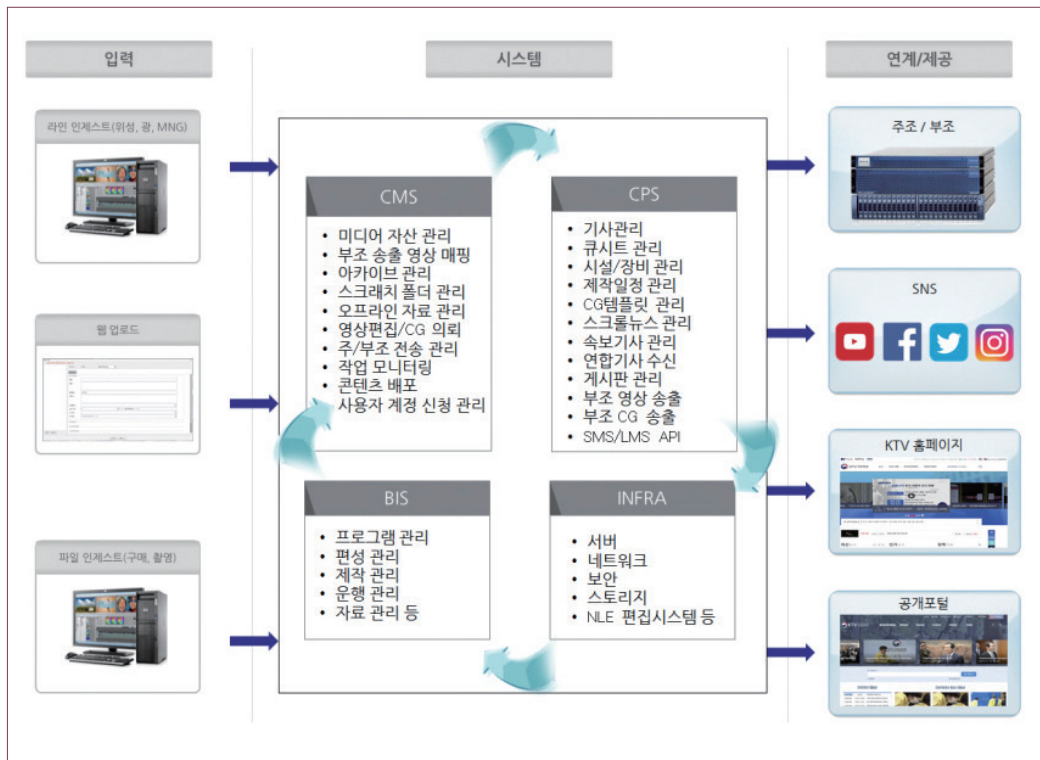 입력
시스템
연계/제공
라인 인제스트(위성, 광, MNG)
웹 업로드
파일 인제스트(구매, 촬영)
CMS
• 미디어 자산 관리
• 부조 송출 영상 매핑
• 아카이브 관리
• 스크래치 폴더 관리
• 오프라인 자료 관리
• 영상편집/CG 의뢰
• 주/부조 전송 관리
• 작업 모니터링
• 콘텐츠 배포
• 사용자 계정 신청 관리
CPS
• 기사관리
• 큐시트 관리
• 시설/장비 관리
• 제작일정 관리
• CG템플릿 관리
• 스크롤뉴스 관리
• 속보기사 관리
• 연합기사 수신
• 게시판 관리
• 부조 영상 송출
• 부조 CG 송출
• SMS/LMS API
BIS
• 프로그램 관리
• 편성 관리
• 제작 관리
• 운행 관리
• 자료 관리 등
INFRA
• 서버
• 네트워크
• 보안
• 스토리지
• NLE 편집시스템 등
주조 / 부조
SNS
KTV 홈페이지
공개포털
KTV